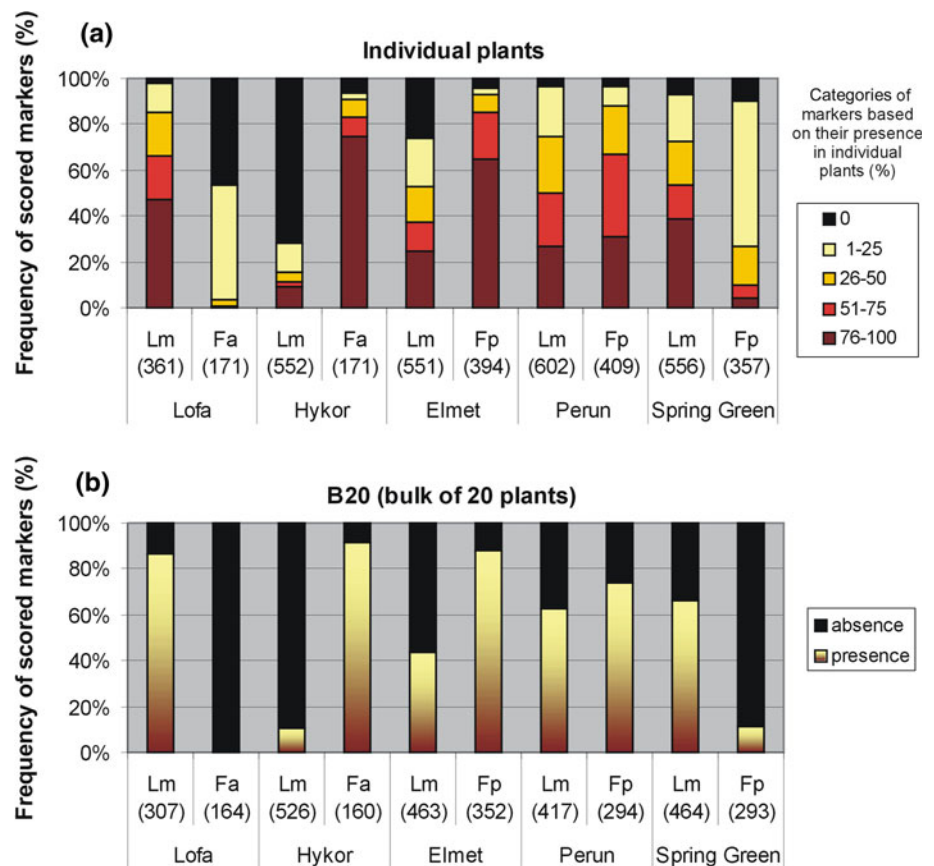 (a)
Individual plants
Frequency of scored markers (%)
100%
80%
60%
40%
20%
0%
Lm Fa Lm Fa Lm Fp Lm Fp Lm Fp
(361) (171) (552) (171) (551) (394) (602) (409) (556) (357)
Lofa Hykor Elmet Perun Spring Green
Categories of
markers based
on their presence
in individual
plants (%)
0
1-25
26-50
51-75
76-100
(b)
B20 (bulk of 20 plants)
Frequency of scored markers (%)
100%
80%
60%
40%
20%
0%
Lm Fa Lm Fa Lm Fp Lm Fp Lm Fp
(307) (164) (526) (160) (463) (352) (417) (294) (464) (293)
Lofa Hykor Elmet Perun Spring Green
absence
presence